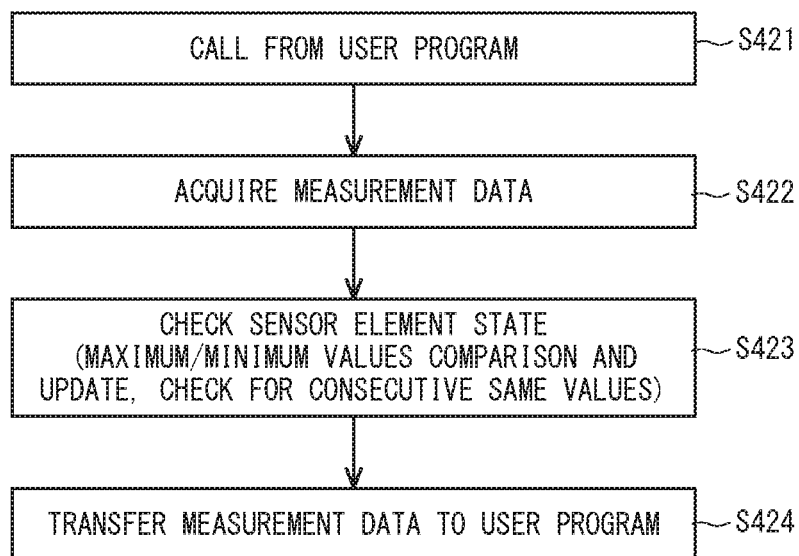 CALL FROM USER PROGRAM
S421
ACQUIRE MEASUREMENT DATA
S422
CHECK SENSOR ELEMENT STATE
(MAXIMUM/MINIMUM VALUES COMPARISON AND
UPDATE, CHECK FOR CONSECUTIVE SAME VALUES)
S423
TRANSFER MEASUREMENT DATA TO USER PROGRAM
S424